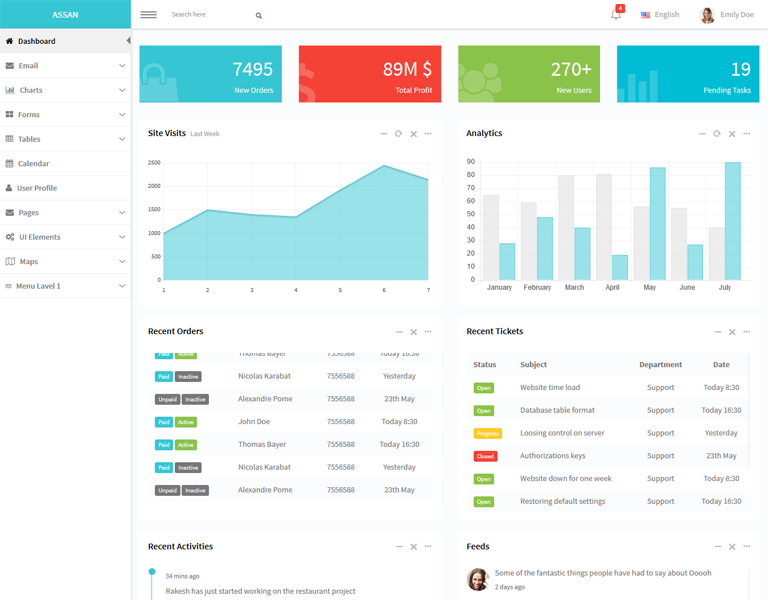 ASSAN
Search here
4
English
Emily Doe
Dashboard
Email
Charts
Forms
Tables
Calendar
User Profile
Pages
UI Elements
Maps
Menu Lavel 1
7495
New Orders
89M $
Total Profit
270+
New Users
19
Pending Tasks
Site Visits Last Week
2500
2000
1500
1000
500
0
1 2 3 4 5 6 7
Analytics
90
80
70
60
50
40
30
20
10
0
January February March April May June July
Recent Orders
Paid Active Thomas Bayer 7556588 Today 16:30
Paid Inactive Nicolas Karabat 7556588 Yesterday
Unpaid Inactive Alexandre Pome 7556588 23th May
Paid Active John Doe 7556588 Today 8:30
Paid Active Thomas Bayer 7556588 Today 16:30
Paid Inactive Nicolas Karabat 7556588 Yesterday
Unpaid Inactive Alexandre Pome 7556588 23th May
Recent Tickets
Status Subject Department Date
Open Website time load Support Today 8:30
Open Database table format Support Today 16:30
Progress Loosing control on server Support Yesterday
Closed Authorizations keys Support 23th May
Open Website down for one week Support Today 8:30
Open Restoring default settings Support Today 16:30
Recent Activities
34 mins ago
Rakesh has just started working on the restaurant project
Feeds
Some of the fantastic things people have had to say about Ooooh
2 days ago